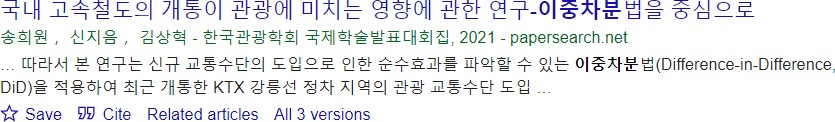 국내 고속철도의 개통이 관광에 미치는 영향에 관한 연구-이중차분법을 중심으로
송희원 , 신지음 , 김상혁 - 한국관광학회 국제학술발표대회집, 2021 - papersearch.net
... 따라서 본 연구는 신규 교통수단의 도입으로 인한 순수효과를 파악할 수 있는 이중차분법(Difference-in-Difference,
DiD)을 적용하여 최근 개통한 KTX 강릉선 정차 지역의 관광 교통수단 도입 ...
Save Cite Related articles All 3 versions